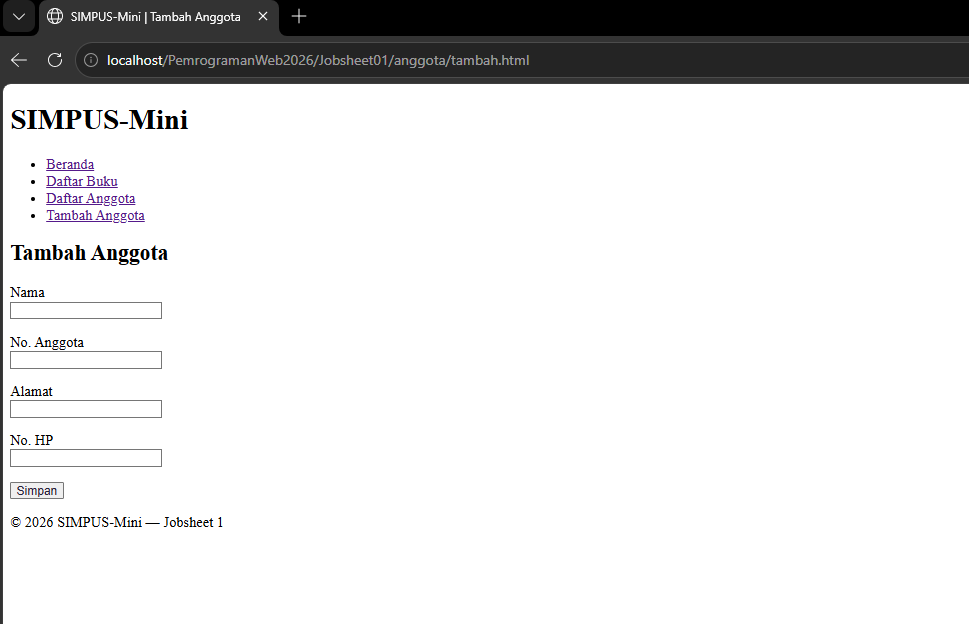 SIMPUS-Mini | Tambah Anggota
localhost/PemrogramanWeb2026/Jobsheet01/anggota/tambah.html
SIMPUS-Mini
Beranda
Daftar Buku
Daftar Anggota
Tambah Anggota
Tambah Anggota
Nama
No. Anggota
Alamat
No. HP
Simpan
© 2026 SIMPUS-Mini — Jobsheet 1